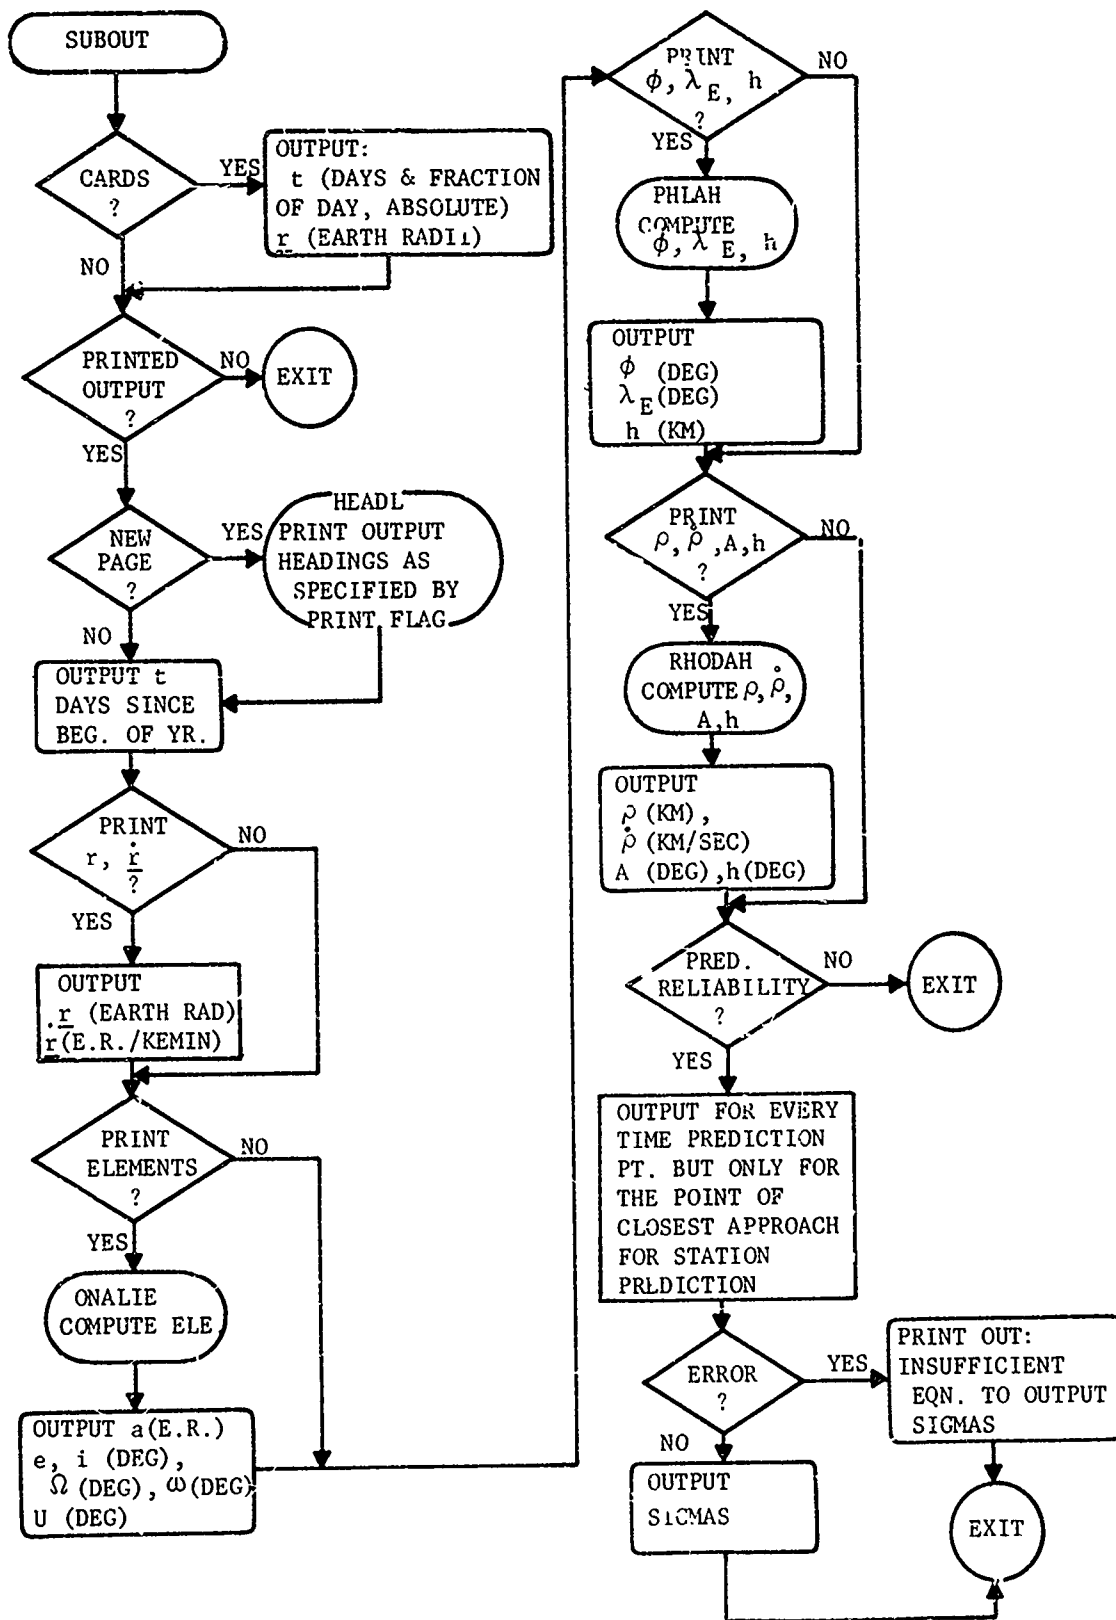 SUBOUT
CARDS
?
YES
OUTPUT:
t (DAYS & FRACTION
OF DAY, ABSOLUTE)
r (EARTH RADII)
NO
PRINTED
OUTPUT
?
NO
EXIT
YES
NEW
PAGE
?
YES
HEADL
PRINT OUTPUT
HEADINGS AS
SPECIFIED BY
PRINT FLAG
NO
OUTPUT t
DAYS SINCE
BEG. OF YR.
PRINT
r, ṙ
?
NO
YES
OUTPUT
r (EARTH RAD)
ṙ(E.R./KEMIN)
PRINT
ELEMENTS
?
NO
YES
ONALIE
COMPUTE ELE
OUTPUT a(E.R.)
e, i (DEG),
Ω (DEG), ω(DEG)
U (DEG)
PRINT
ϕ, λE, h
?
NO
YES
PHLAH
COMPUTE
ϕ, λE, h
OUTPUT
ϕ (DEG)
λE(DEG)
h (KM)
PRINT
ρ, ρ̇, A,h
?
NO
YES
RHODAH
COMPUTE ρ, ρ̇,
A,h
OUTPUT
ρ (KM),
ρ̇ (KM/SEC)
A (DEG),h(DEG)
PRED.
RELIABILITY
?
NO
EXIT
YES
OUTPUT FOR EVERY
TIME PREDICTION
PT. BUT ONLY FOR
THE POINT OF
CLOSEST APPROACH
FOR STATION
PREDICTION
ERROR
?
YES
PRINT OUT:
INSUFFICIENT
EQN. TO OUTPUT
SIGMAS
NO
OUTPUT
SIGMAS
EXIT